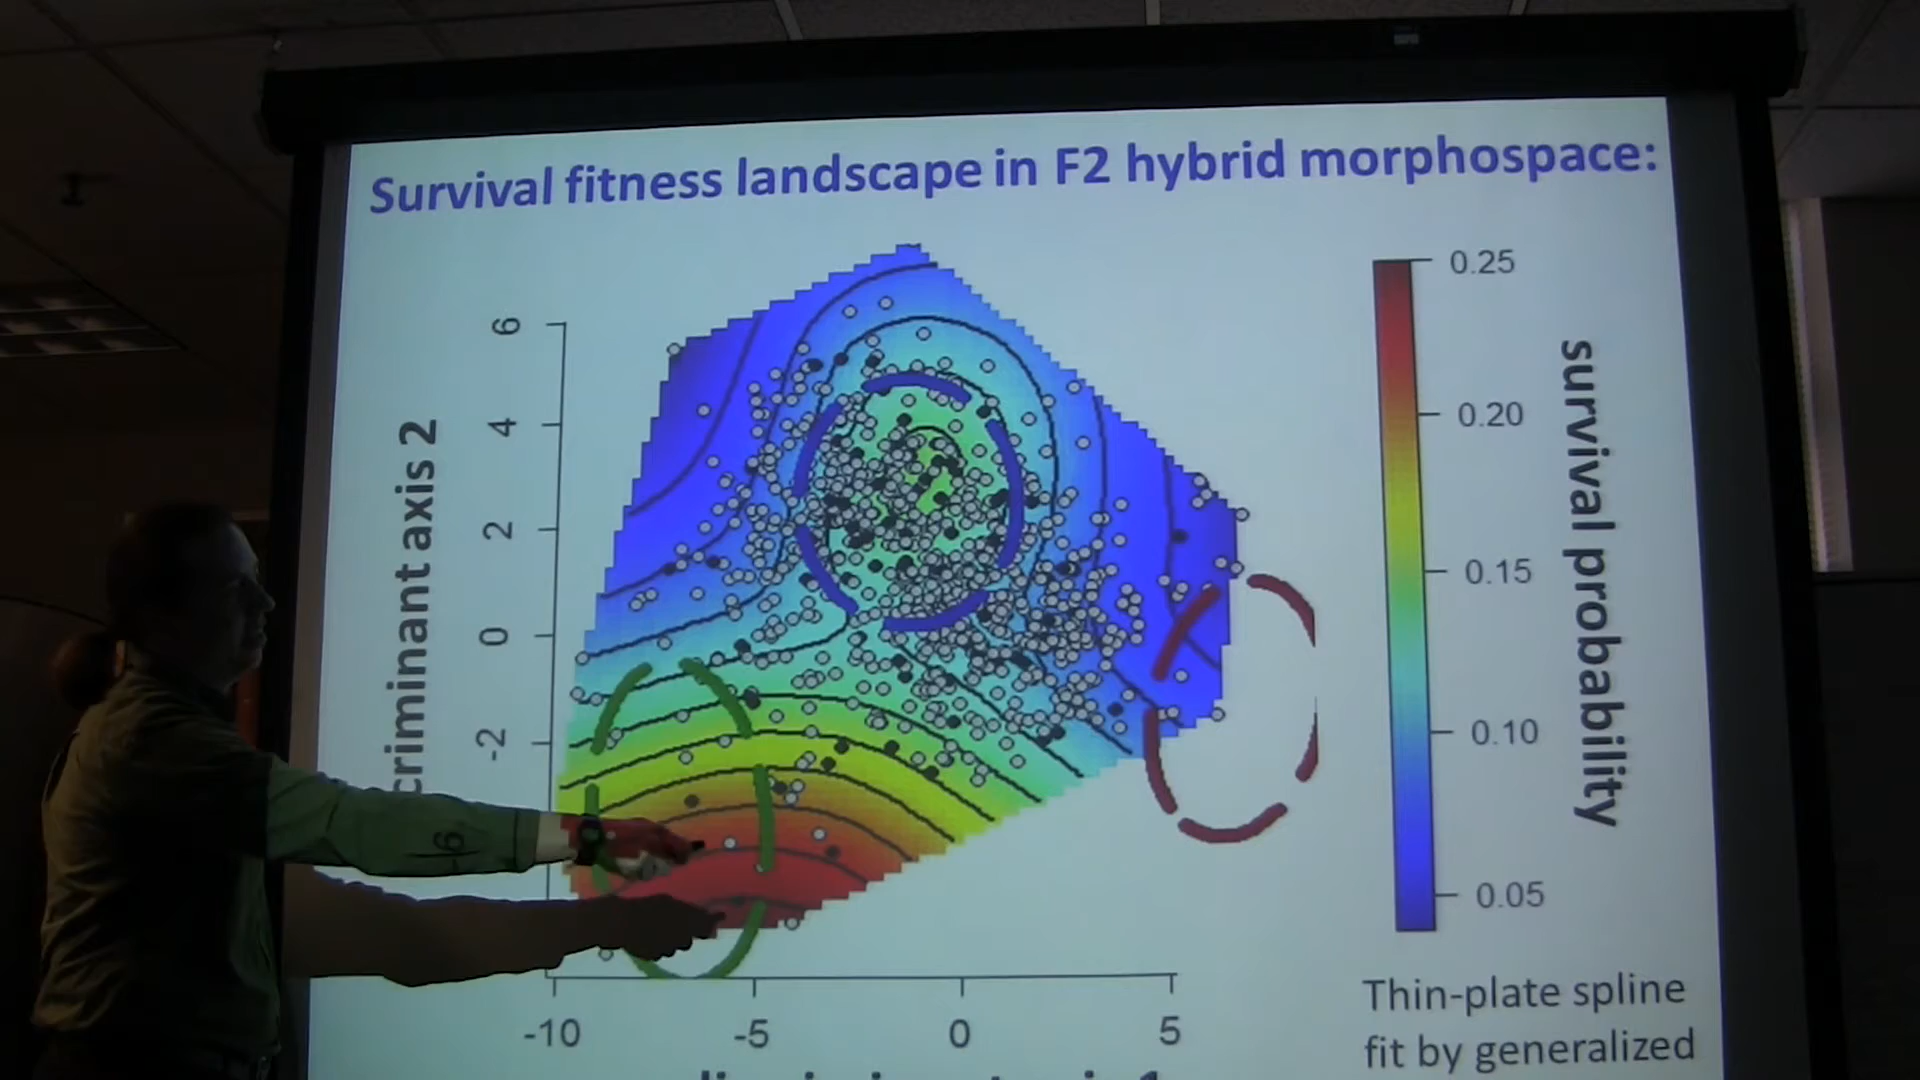 Survival fitness landscape in F2 hybrid morphospace:
0.25
0.20
0.15
0.10
0.05
survival probability
6
4
2
0
-2
criminant axis 2
-10
-5
0
5
Thin-plate spline
fit by generalized